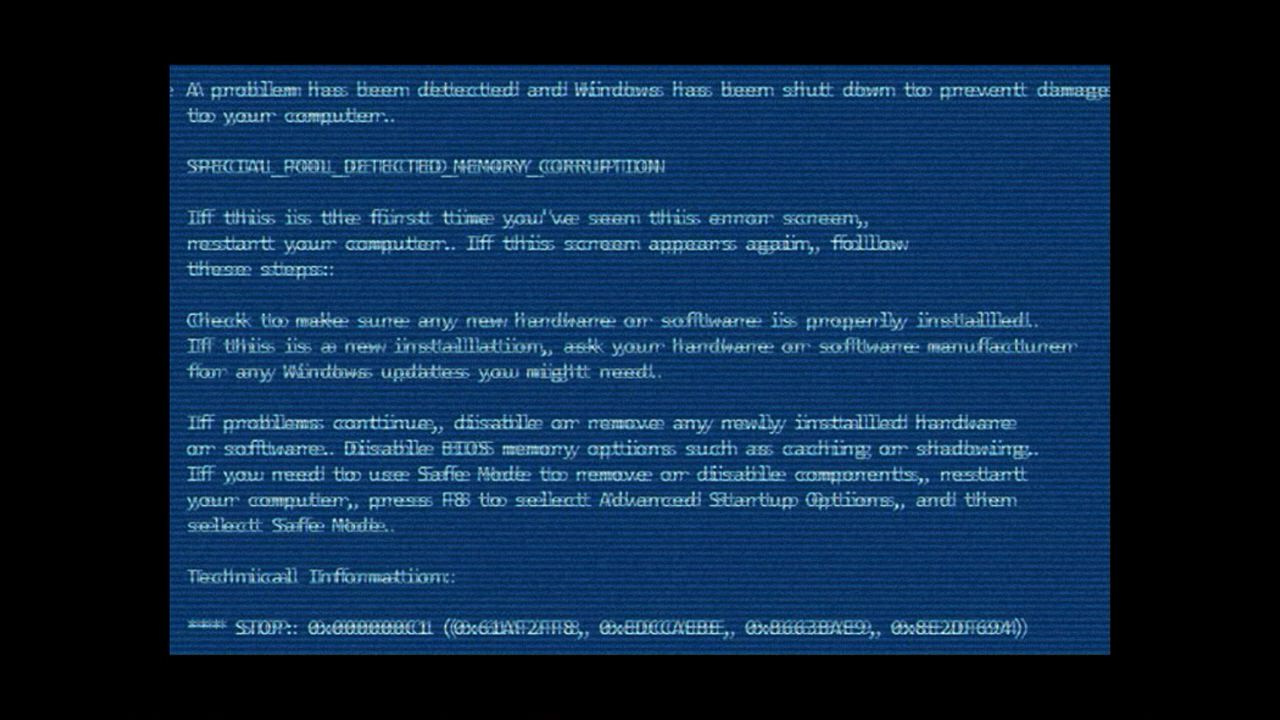 A problem has been detected and Windows has been shut down to prevent damage
to your computer.
SPECIAL_POOL_DETECTED_MEMORY_CORRUPTION
If this is the first time you've seen this error screen,
restart your computer. If this screen appears again, follow
these steps:
Check to make sure any new hardware or software is properly installed.
If this is a new installation, ask your hardware or software manufacturer
for any Windows updates you might need.
If problems continue, disable or remove any newly installed hardware
or software. Disable BIOS memory options such as caching or shadowing.
If you need to use Safe Mode to remove or disable components, restart
your computer, press F8 to select Advanced Startup Options, and then
select Safe Mode.
Technical Information:
*** STOP: 0x000000C1